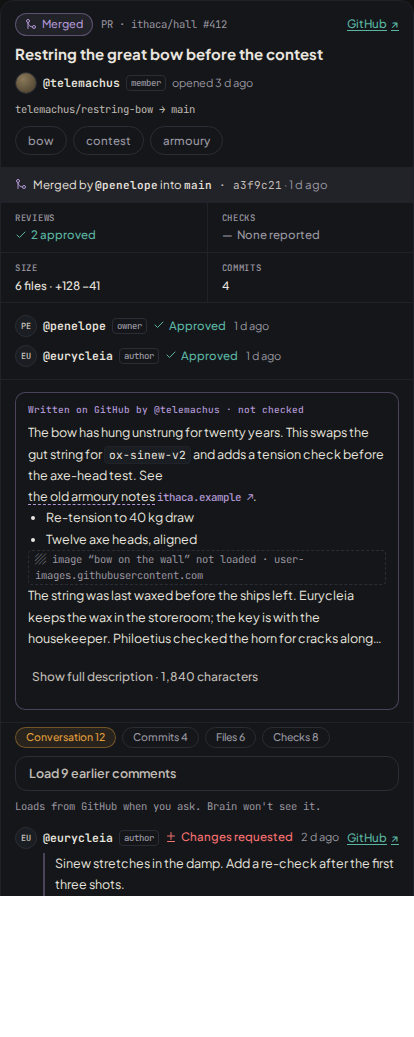 Merged PR · ithaca/hall #412 GitHub ↗
Restring the great bow before the contest
@telemachus member opened 3 d ago
telemachus/restring-bow → main
bow contest armoury
Merged by @penelope into main · a3f9c21 · 1 d ago
REVIEWS CHECKS
✓ 2 approved — None reported
SIZE COMMITS
6 files · +128 −41 4
PE @penelope owner ✓ Approved 1 d ago
EU @eurycleia author ✓ Approved 1 d ago
Written on GitHub by @telemachus · not checked
The bow has hung unstrung for twenty years. This swaps the
gut string for ox-sinew-v2 and adds a tension check before
the axe-head test. See
the old armoury notes ithaca.example ↗.
• Re-tension to 40 kg draw
• Twelve axe heads, aligned
image “bow on the wall” not loaded · user-
images.githubusercontent.com
The string was last waxed before the ships left. Eurycleia
keeps the wax in the storeroom; the key is with the
housekeeper. Philoetius checked the horn for cracks along…
Show full description · 1,840 characters
Conversation 12 Commits 4 Files 6 Checks 8
Load 9 earlier comments
Loads from GitHub when you ask. Brain won't see it.
EU @eurycleia author ± Changes requested 2 d ago GitHub ↗
Sinew stretches in the damp. Add a re-check after the first
three shots.